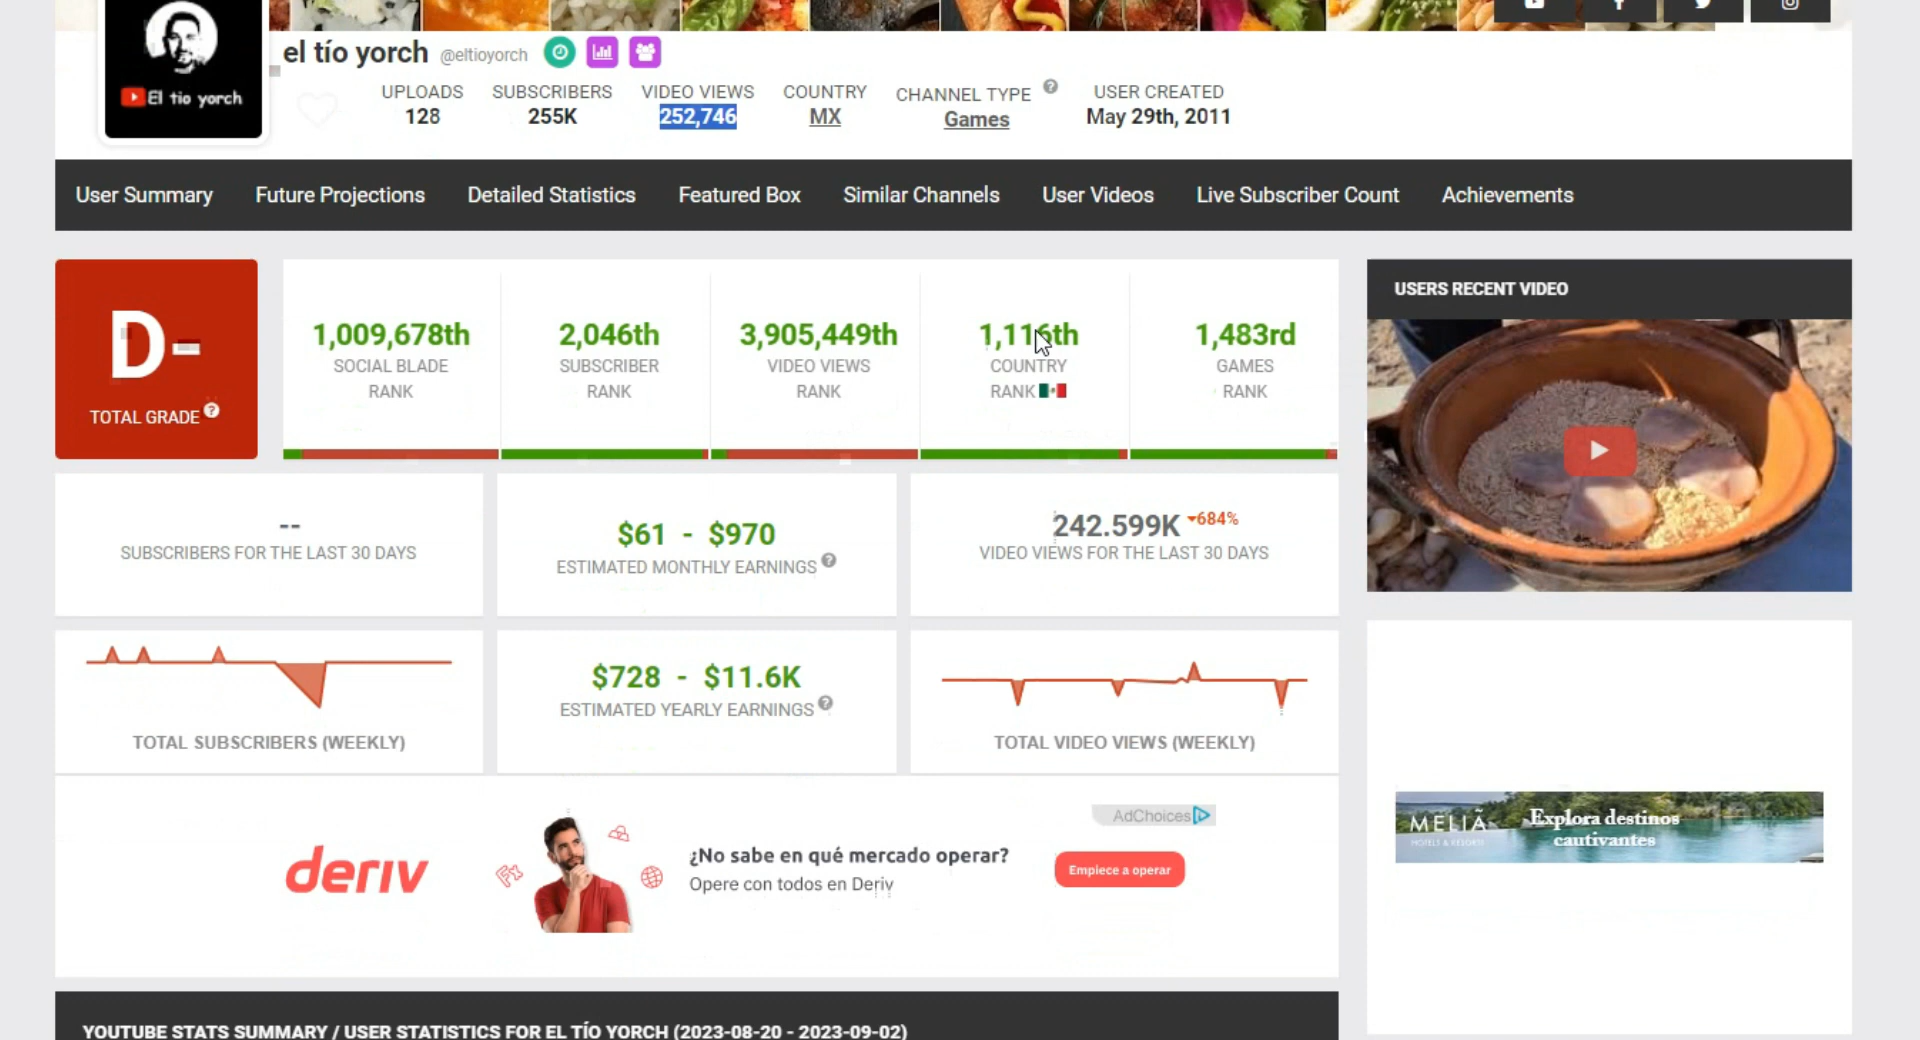 El tio yorch
el tío yorch @eltioyorch
UPLOADS
128
SUBSCRIBERS
255K
VIDEO VIEWS
252,746
COUNTRY
MX
CHANNEL TYPE ?
Games
USER CREATED
May 29th, 2011
User Summary
Future Projections
Detailed Statistics
Featured Box
Similar Channels
User Videos
Live Subscriber Count
Achievements
D-
TOTAL GRADE ?
1,009,678th
SOCIAL BLADE
RANK
2,046th
SUBSCRIBER
RANK
3,905,449th
VIDEO VIEWS
RANK
1,116th
COUNTRY
RANK
1,483rd
GAMES
RANK
USERS RECENT VIDEO
--
SUBSCRIBERS FOR THE LAST 30 DAYS
$61 - $970
ESTIMATED MONTHLY EARNINGS ?
242.599K 684%
VIDEO VIEWS FOR THE LAST 30 DAYS
TOTAL SUBSCRIBERS (WEEKLY)
$728 - $11.6K
ESTIMATED YEARLY EARNINGS ?
TOTAL VIDEO VIEWS (WEEKLY)
deriv
¿No sabe en qué mercado operar?
Opere con todos en Deriv
AdChoices
Empiece a operar
MELIÃ
HOTELS & RESORTS
Explora destinos
cautivantes
YOUTUBE STATS SUMMARY / USER STATISTICS FOR EL TÍO YORCH (2023-08-20 - 2023-09-02)